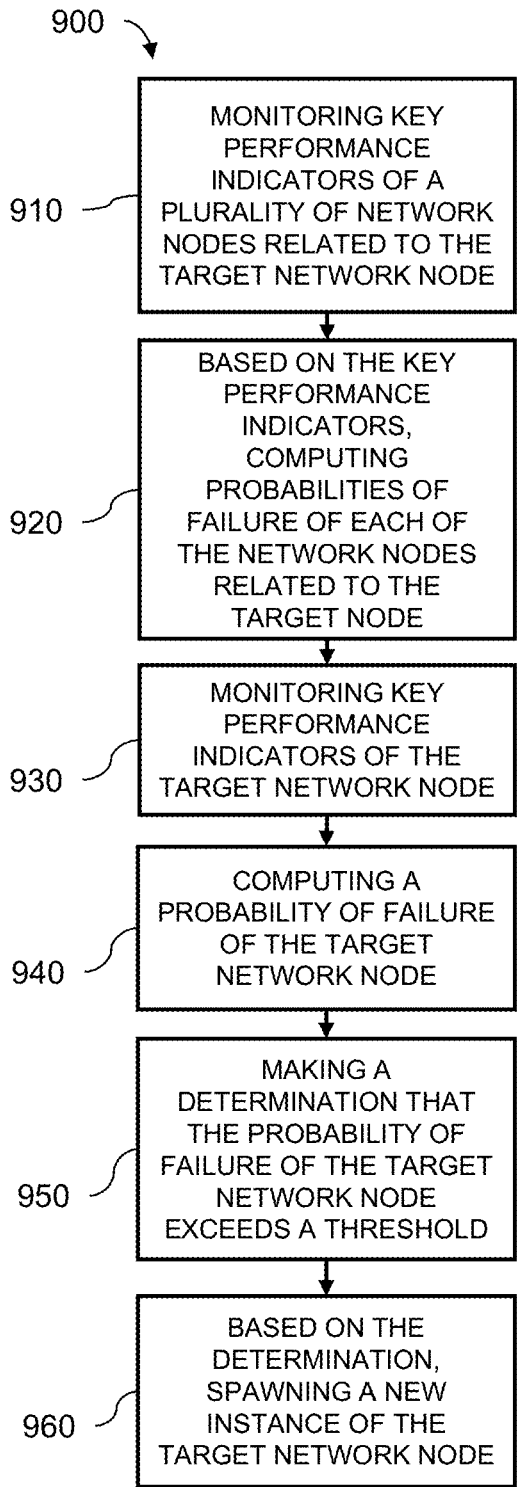 900
MONITORING KEY
PERFORMANCE
INDICATORS OF A
PLURALITY OF NETWORK
NODES RELATED TO THE
TARGET NETWORK NODE
910
BASED ON THE KEY
PERFORMANCE
INDICATORS,
COMPUTING
PROBABILITIES OF
FAILURE OF EACH OF
THE NETWORK NODES
RELATED TO THE
TARGET NODE
920
MONITORING KEY
PERFORMANCE
INDICATORS OF THE
TARGET NETWORK NODE
930
COMPUTING A
PROBABILITY OF FAILURE
OF THE TARGET
NETWORK NODE
940
MAKING A
DETERMINATION THAT
THE PROBABILITY OF
FAILURE OF THE TARGET
NETWORK NODE
EXCEEDS A THRESHOLD
950
BASED ON THE
DETERMINATION,
SPAWNING A NEW
INSTANCE OF THE
TARGET NETWORK NODE
960